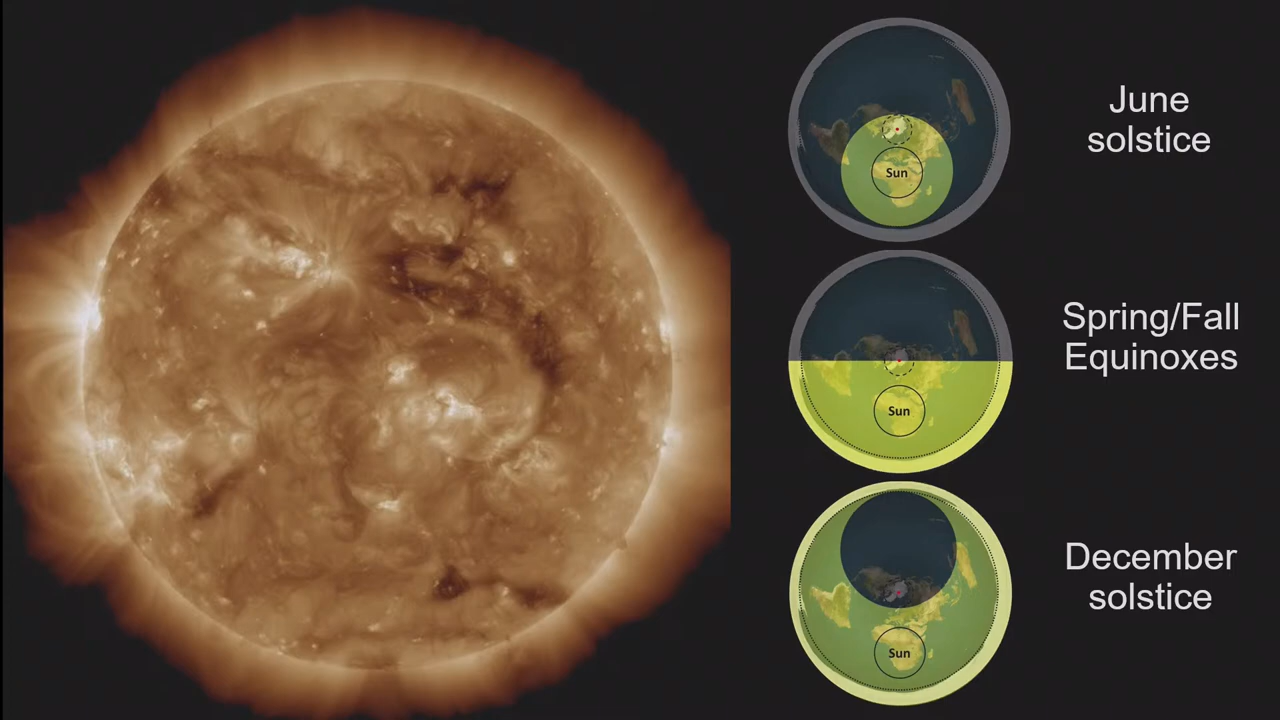 June
solstice
Sun
Spring/Fall
Equinoxes
Sun
December
solstice
Sun